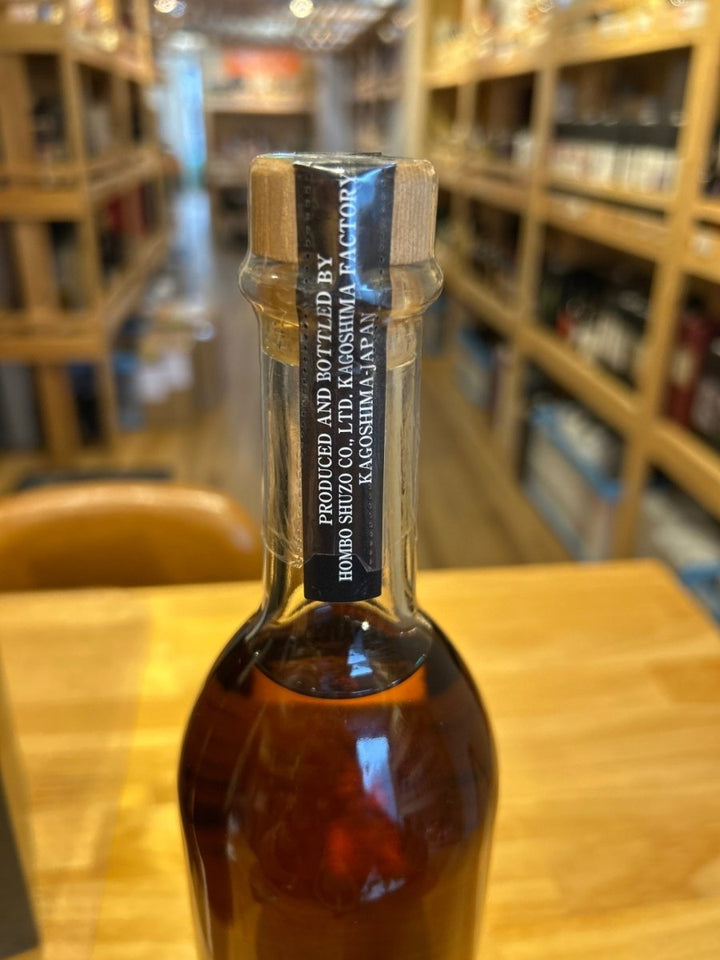 PRODUCED AND BOTTLED BY
HOMBO SHUZO CO., LTD. KAGOSHIMA FACTORY
KAGOSHIMA·JAPAN